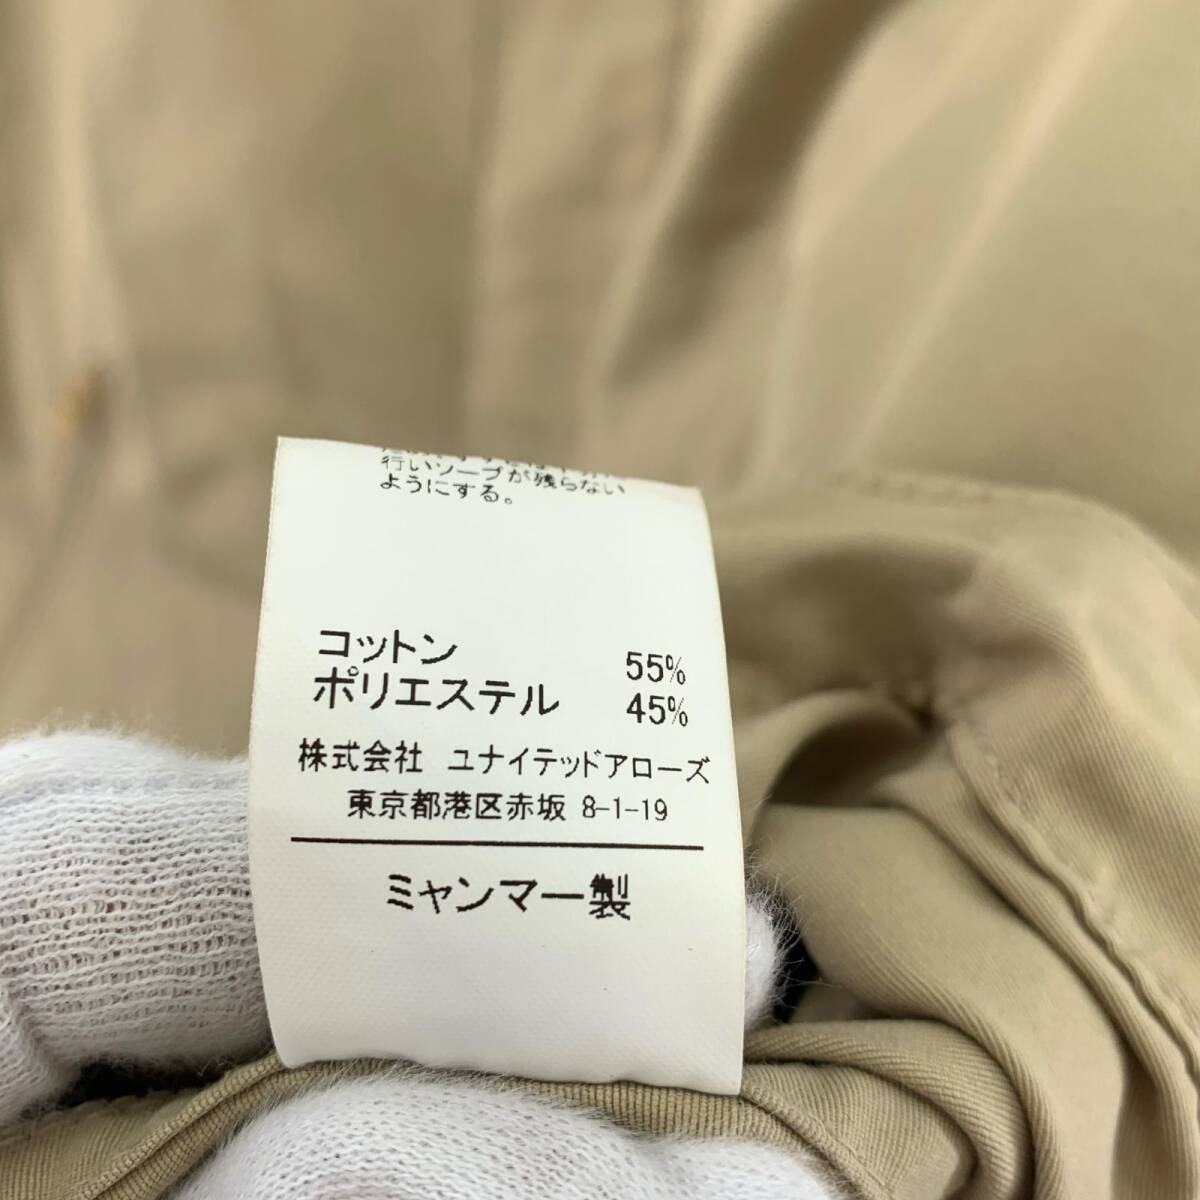 行いソープが残らない
ようにする。
コットン 55%
ポリエステル 45%
株式会社 ユナイテッドアローズ
東京都港区赤坂 8-1-19
ミャンマー製